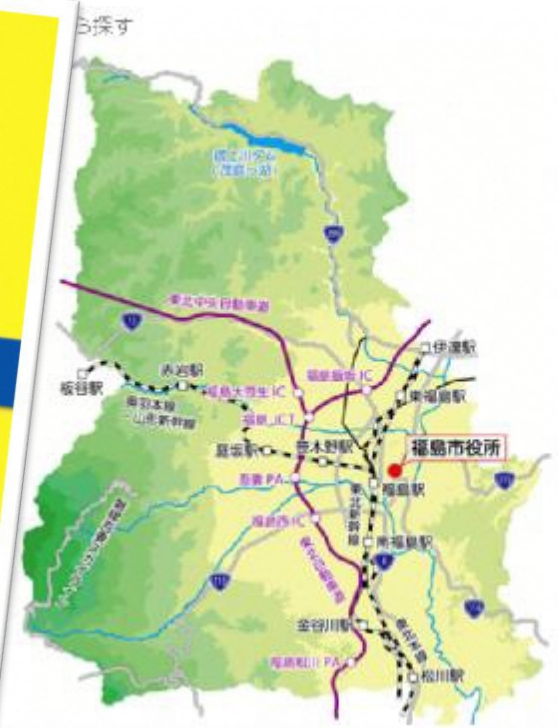 ら探す
摺上川ダム
(茂庭っ湖)
399
東北中央自動車道
13
伊達駅
赤岩駅
福島飯坂IC
板谷駅
福島大笹生IC
東福島駅
奥羽本線
・山形新幹線
福島JCT
笹木野駅
福島市役所
庭坂駅
吾妻PA
福島駅
115
東北新幹線
福島西IC
南福島駅
東北自動車道
4
115
114
金谷川駅
東北本線
福島松川PA
松川駅